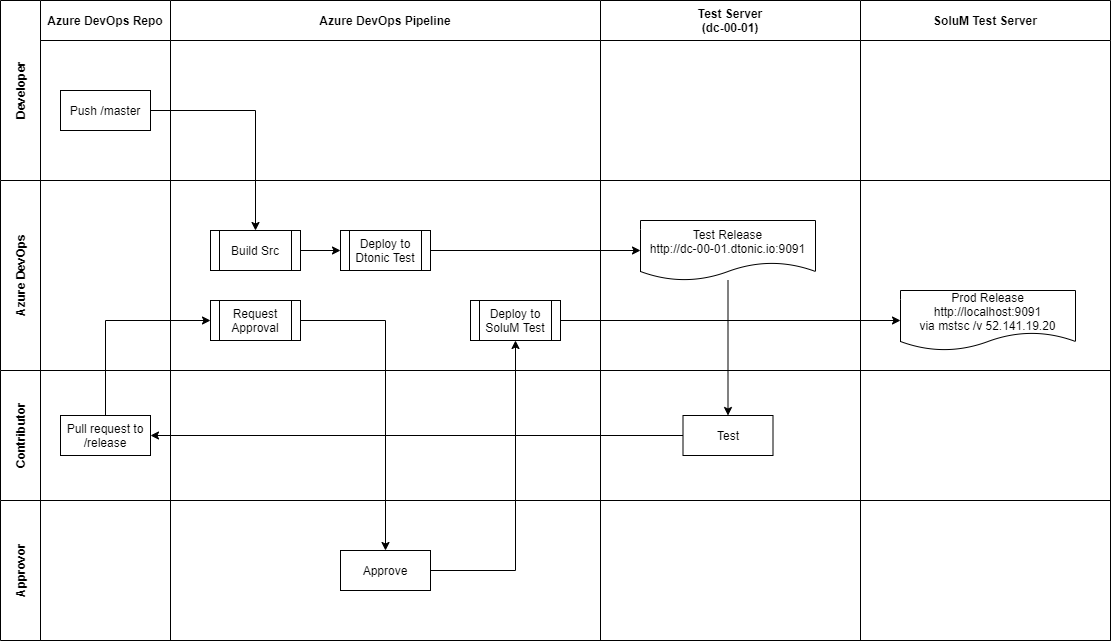 Azure DevOps Repo
Azure DevOps Pipeline
Test Server
(dc-00-01)
SoluM Test Server
Developer
Push /master
Azure DevOps
Build Src
Deploy to
Dtonic Test
Test Release
http://dc-00-01.dtonic.io:9091
Request
Approval
Deploy to
SoluM Test
Prod Release
http://localhost:9091
via mstsc /v 52.141.19.20
Contributor
Pull request to
/release
Test
Approvor
Approve